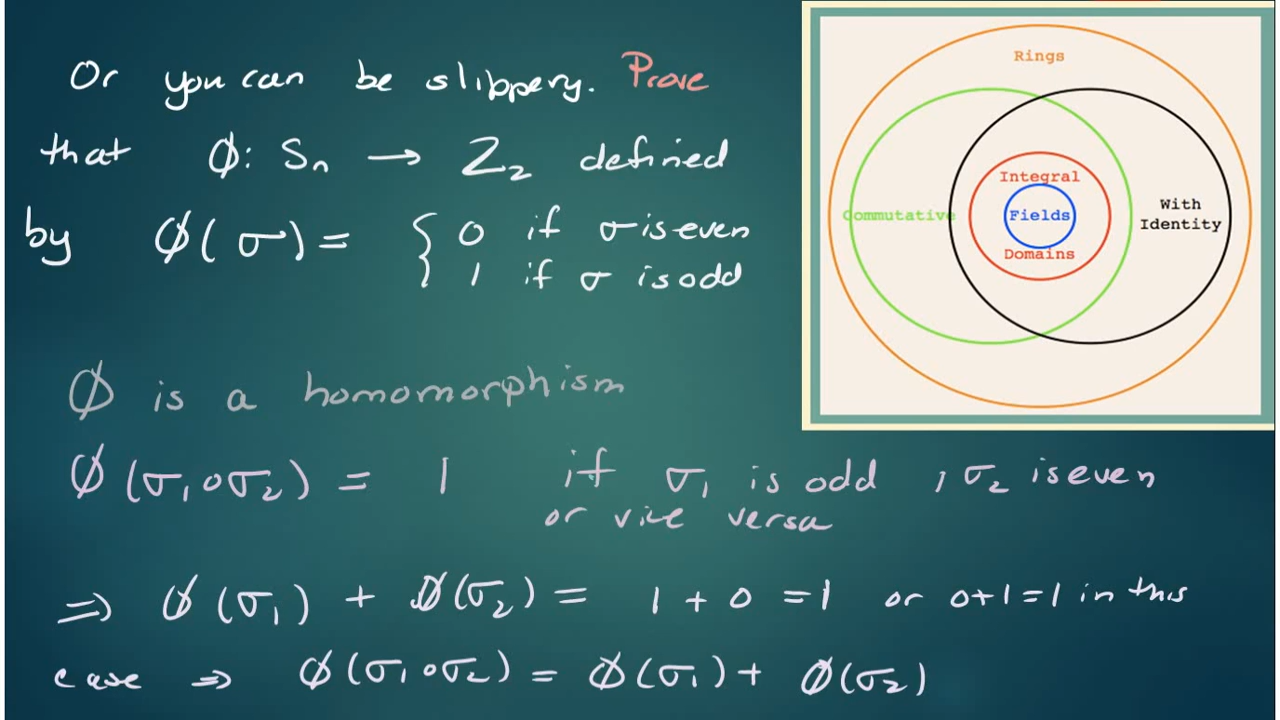 Or you can be slippery. Prove
that ϕ: Sₙ → Z₂ defined
by ϕ(σ) = { 0 if σ is even
1 if σ is odd
ϕ is a homomorphism
ϕ(σ₁∘σ₂) = 1 if σ₁ is odd, σ₂ is even
or vice versa
⇒ ϕ(σ₁) + ϕ(σ₂) = 1 + 0 = 1 or 0+1=1 in this
case ⇒ ϕ(σ₁∘σ₂) = ϕ(σ₁) + ϕ(σ₂)
Rings
Integral
Commutative
Fields
With
Identity
Domains